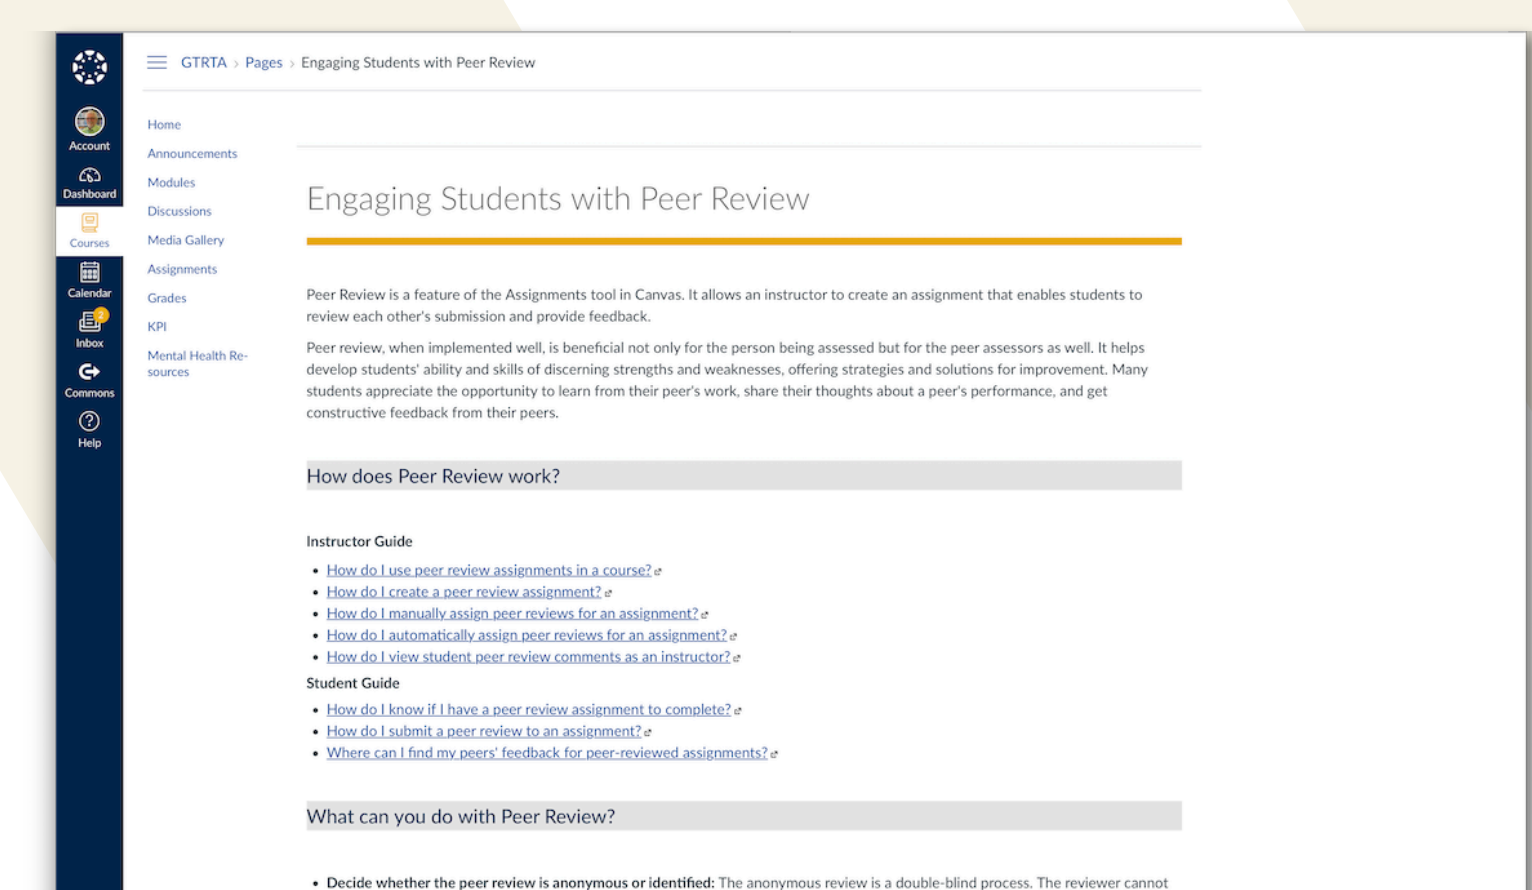 GTRTA > Pages > Engaging Students with Peer Review
Account
Dashboard
Courses
Calendar
2
Inbox
Commons
Help
Home
Announcements
Modules
Discussions
Media Gallery
Assignments
Grades
KPI
Mental Health Re-
sources
Engaging Students with Peer Review
Peer Review is a feature of the Assignments tool in Canvas. It allows an instructor to create an assignment that enables students to
review each other's submission and provide feedback.
Peer review, when implemented well, is beneficial not only for the person being assessed but for the peer assessors as well. It helps
develop students' ability and skills of discerning strengths and weaknesses, offering strategies and solutions for improvement. Many
students appreciate the opportunity to learn from their peer's work, share their thoughts about a peer's performance, and get
constructive feedback from their peers.
How does Peer Review work?
Instructor Guide
• How do I use peer review assignments in a course?
• How do I create a peer review assignment?
• How do I manually assign peer reviews for an assignment?
• How do I automatically assign peer reviews for an assignment?
• How do I view student peer review comments as an instructor?
Student Guide
• How do I know if I have a peer review assignment to complete?
• How do I submit a peer review to an assignment?
• Where can I find my peers' feedback for peer-reviewed assignments?
What can you do with Peer Review?
• Decide whether the peer review is anonymous or identified: The anonymous review is a double-blind process. The reviewer cannot